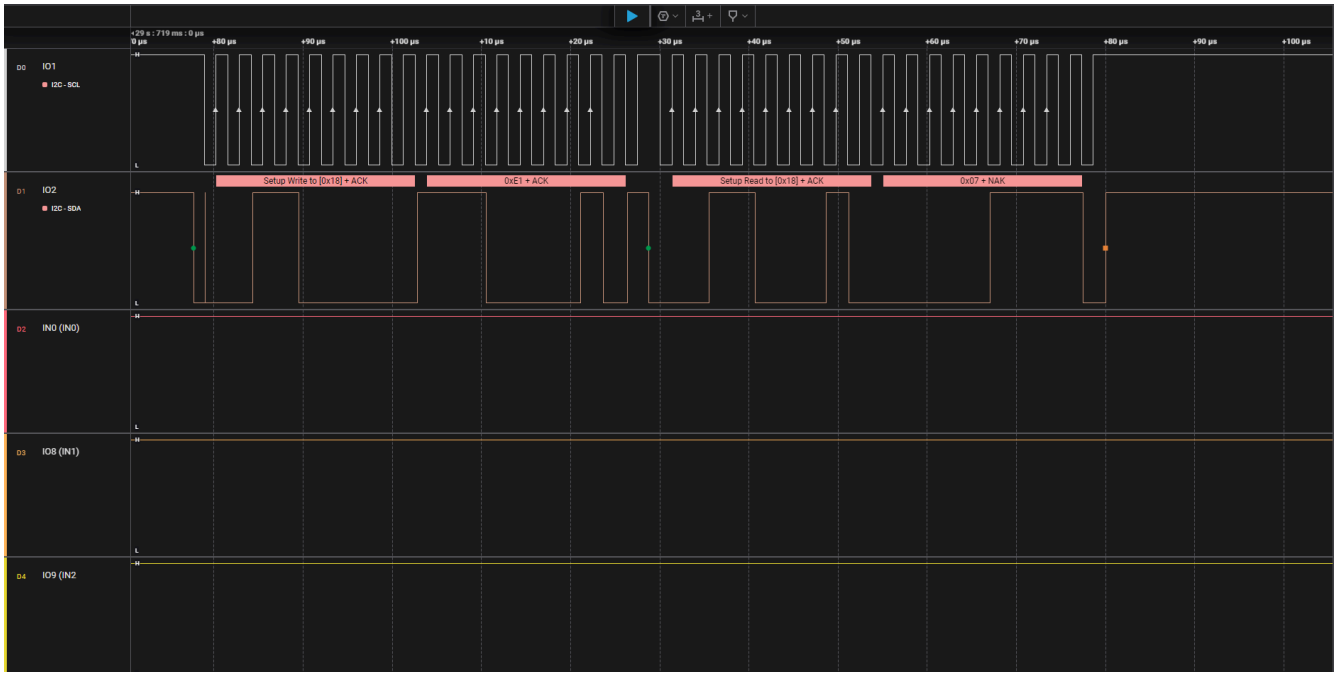 3 +
+29 s : 719 ms : 0 µs
0 µs +80 µs +90 µs +100 µs +10 µs +20 µs +30 µs +40 µs +50 µs +60 µs +70 µs +80 µs +90 µs +100 µs
D0 IO1 H
I2C - SCL
L
Setup Write to [0x18] + ACK 0xE1 + ACK Setup Read to [0x18] + ACK 0x07 + NAK
D1 IO2 H
I2C - SDA
L
H
D2 IN0 (IN0)
L
H
D3 IO8 (IN1)
L
H
D4 IO9 (IN2